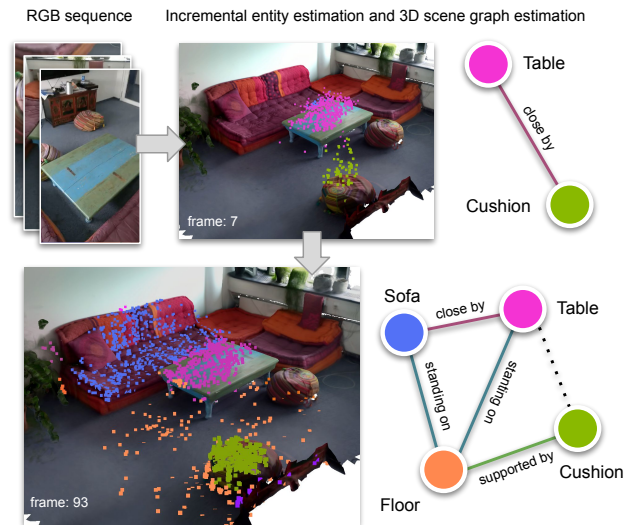 RGB sequence
Incremental entity estimation and 3D scene graph estimation
Table
close by
Cushion
frame: 7
Sofa
close by
Table
standing on
stanting on
supported by
Cushion
Floor
frame: 93